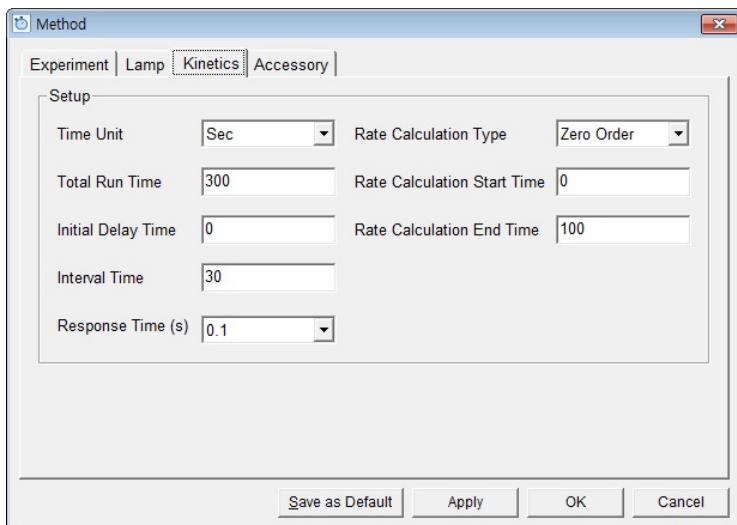 Method
Experiment Lamp Kinetics Accessory
Setup
Time Unit Sec Rate Calculation Type Zero Order
Total Run Time 300 Rate Calculation Start Time 0
Initial Delay Time 0 Rate Calculation End Time 100
Interval Time 30
Response Time (s) 0.1
Save as Default Apply OK Cancel